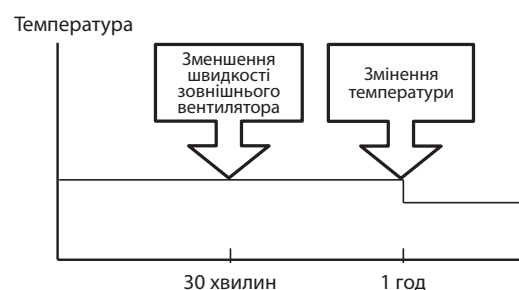 Температура
Зменшення
швидкості
зовнішнього
вентилятора
Змінення
температури
30 хвилин
1 год